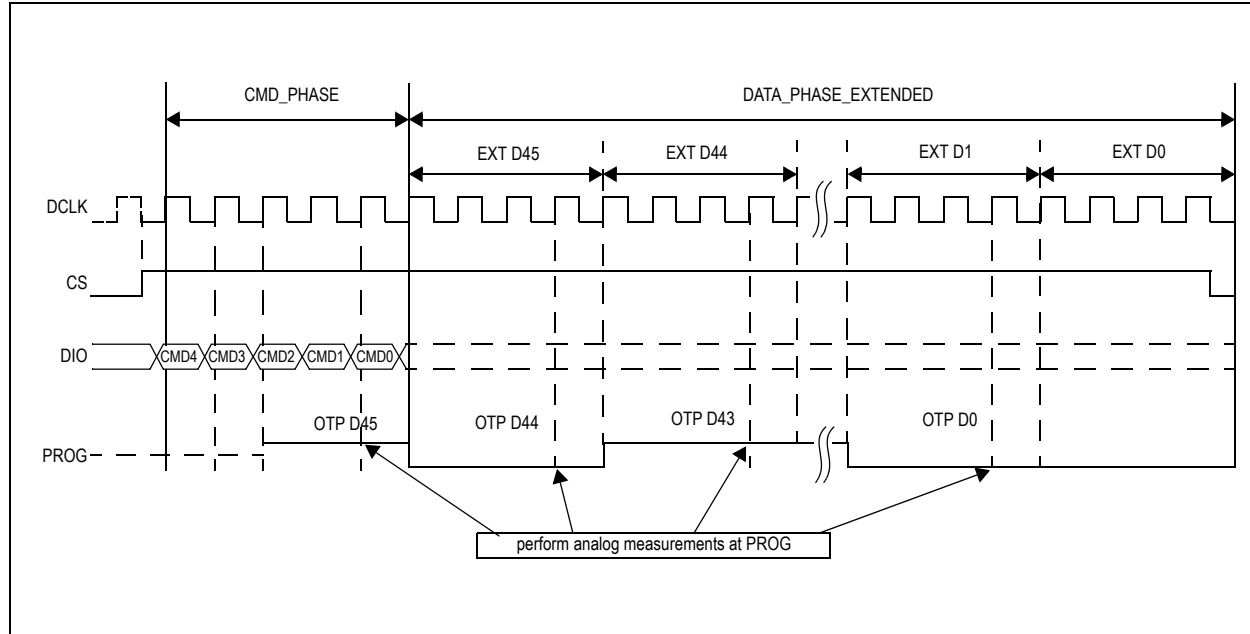 CMD_PHASE
DATA_PHASE_EXTENDED
EXT D45
EXT D44
EXT D1
EXT D0
DCLK
CS
DIO
CMD4
CMD3
CMD2
CMD1
CMD0
OTP D45
OTP D44
OTP D43
OTP D0
PROG
perform analog measurements at PROG